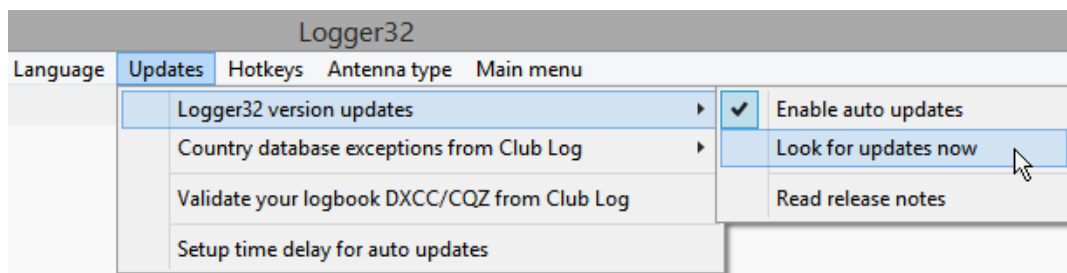 Logger32
Language Updates Hotkeys Antenna type Main menu
Logger32 version updates
Country database exceptions from Club Log
Validate your logbook DXCC/CQZ from Club Log
Setup time delay for auto updates
Enable auto updates
Look for updates now
Read release notes